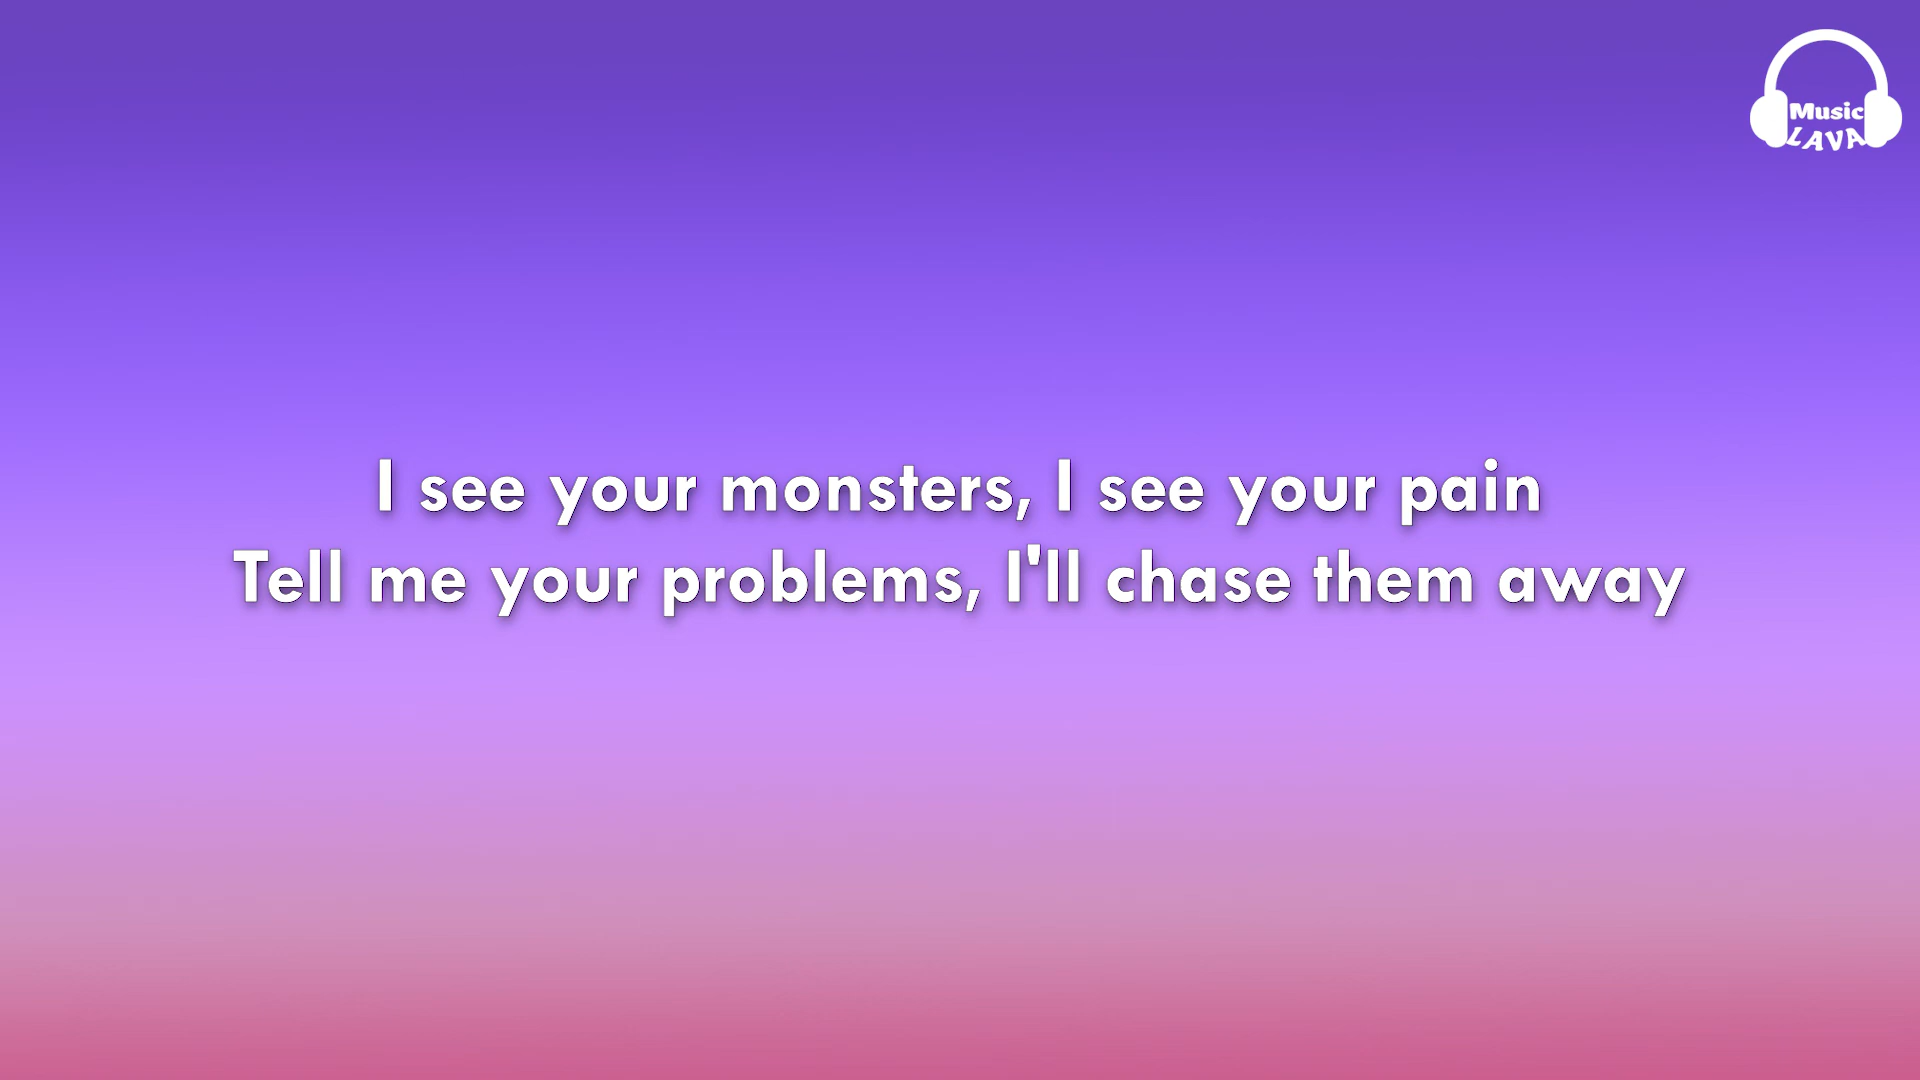 Music
LAVA
I see your monsters, I see your pain
Tell me your problems, I'll chase them away